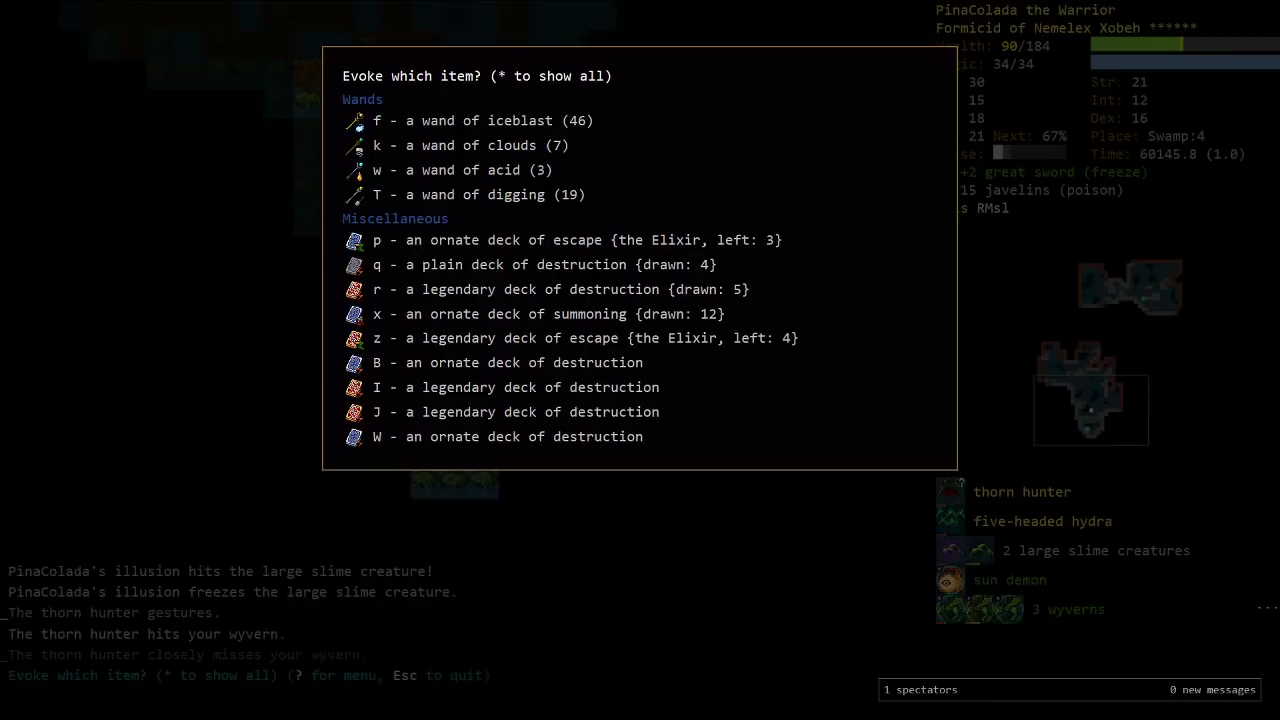 PinaColada the Warrior
Formicid of Nemelex Xobeh ******
alth: 90/184
gic: 34/34
30 Str: 21
15 Int: 12
18 Dex: 16
21 Next: 67% Place: Swamp:4
se: Time: 60145.8 (1.0)
+2 great sword (freeze)
15 javelins (poison)
s RMsl
Evoke which item? (* to show all)
Wands
f - a wand of iceblast (46)
k - a wand of clouds (7)
w - a wand of acid (3)
T - a wand of digging (19)
Miscellaneous
p - an ornate deck of escape {the Elixir, left: 3}
q - a plain deck of destruction {drawn: 4}
r - a legendary deck of destruction {drawn: 5}
x - an ornate deck of summoning {drawn: 12}
z - a legendary deck of escape {the Elixir, left: 4}
B - an ornate deck of destruction
I - a legendary deck of destruction
J - a legendary deck of destruction
W - an ornate deck of destruction
thorn hunter
five-headed hydra
2 large slime creatures
sun demon
3 wyverns
...
PinaColada's illusion hits the large slime creature!
PinaColada's illusion freezes the large slime creature.
_The thorn hunter gestures.
The thorn hunter hits your wyvern.
_The thorn hunter closely misses your wyvern.
Evoke which item? (* to show all) (? for menu, Esc to quit)
1 spectators 0 new messages